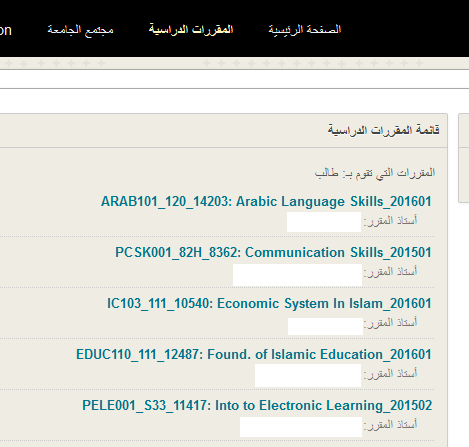 الصفحة الرئيسية المقررات الدراسية مجتمع الجامعة on
قائمة المقررات الدراسية
المقررات التي تقوم بـ: طالب
ARAB101_120_14203: Arabic Language Skills_201601
أستاذ المقرر:
PCSK001_82H_8362: Communication Skills_201501
أستاذ المقرر:
IC103_111_10540: Economic System In Islam_201601
أستاذ المقرر:
EDUC110_111_12487: Found. of Islamic Education_201601
أستاذ المقرر:
PELE001_S33_11417: Into to Electronic Learning_201502
أستاذ المقرر: